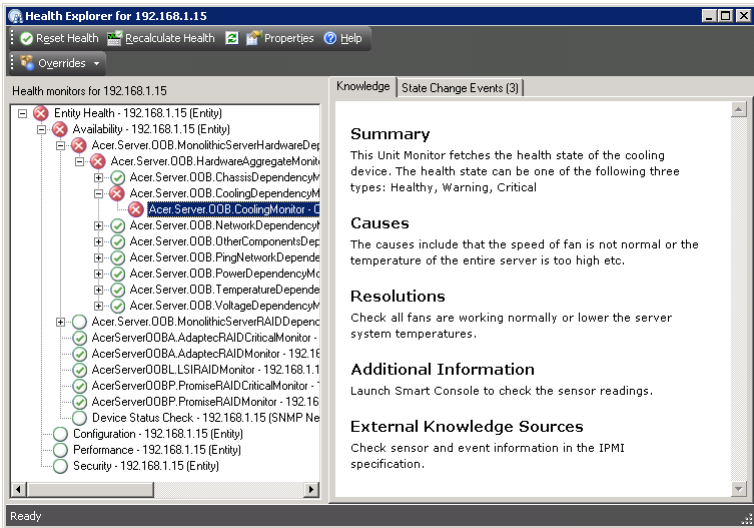 Health Explorer for 192.168.1.15
Reset Health Recalculate Health Properties Help
Overrides
Health monitors for 192.168.1.15
Entity Health - 192.168.1.15 (Entity)
Availability - 192.168.1.15 (Entity)
Acer.Server.OOB.MonolithicServerHardwareDep
Acer.Server.OOB.HardwareAggregateMonito
Acer.Server.OOB.ChassisDependencyM
Acer.Server.OOB.CoolingDependencyM
Acer.Server.OOB.CoolingMonitor - C
Acer.Server.OOB.NetworkDependency
Acer.Server.OOB.OtherComponentsDep
Acer.Server.OOB.PingNetworkDepende
Acer.Server.OOB.PowerDependencyMo
Acer.Server.OOB.TemperatureDepende
Acer.Server.OOB.VoltageDependencyM
Acer.Server.OOB.MonolithicServerRAIDDependenc
AcerServerOOBA.AdaptecRAIDCriticalMonitor -
AcerServerOOBA.AdaptecRAIDMonitor - 192.16
AcerServerOOBL.LSIRAIDMonitor - 192.168.1.1
AcerServerOOBP.PromiseRAIDCriticalMonitor -
AcerServerOOBP.PromiseRAIDMonitor - 192.16
Device Status Check - 192.168.1.15 (SNMP Ne
Configuration - 192.168.1.15 (Entity)
Performance - 192.168.1.15 (Entity)
Security - 192.168.1.15 (Entity)
Knowledge State Change Events (3)
Summary
This Unit Monitor fetches the health state of the cooling
device. The health state can be one of the following three
types: Healthy, Warning, Critical
Causes
The causes include that the speed of fan is not normal or the
temperature of the entire server is too high etc.
Resolutions
Check all fans are working normally or lower the server
system temperatures.
Additional Information
Launch Smart Console to check the sensor readings.
External Knowledge Sources
Check sensor and event information in the IPMI
specification.
Ready